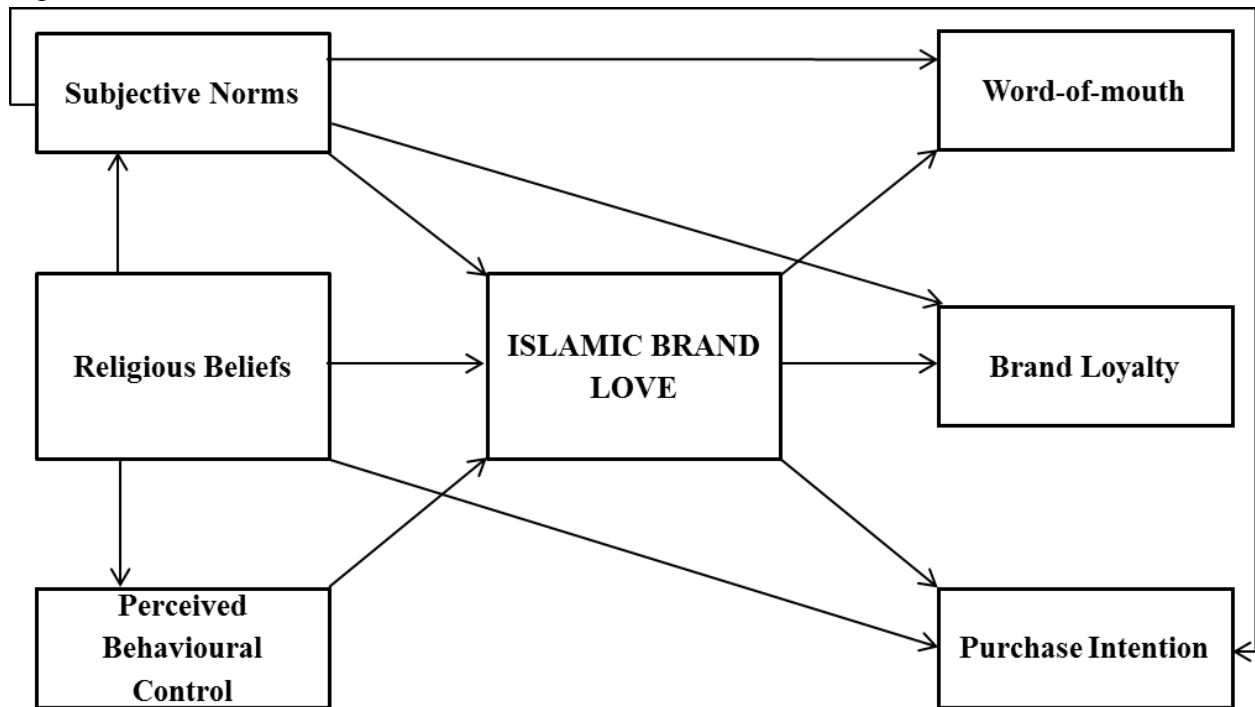 Subjective Norms
Word-of-mouth
Religious Beliefs
ISLAMIC BRAND
LOVE
Brand Loyalty
Perceived
Behavioural
Control
Purchase Intention